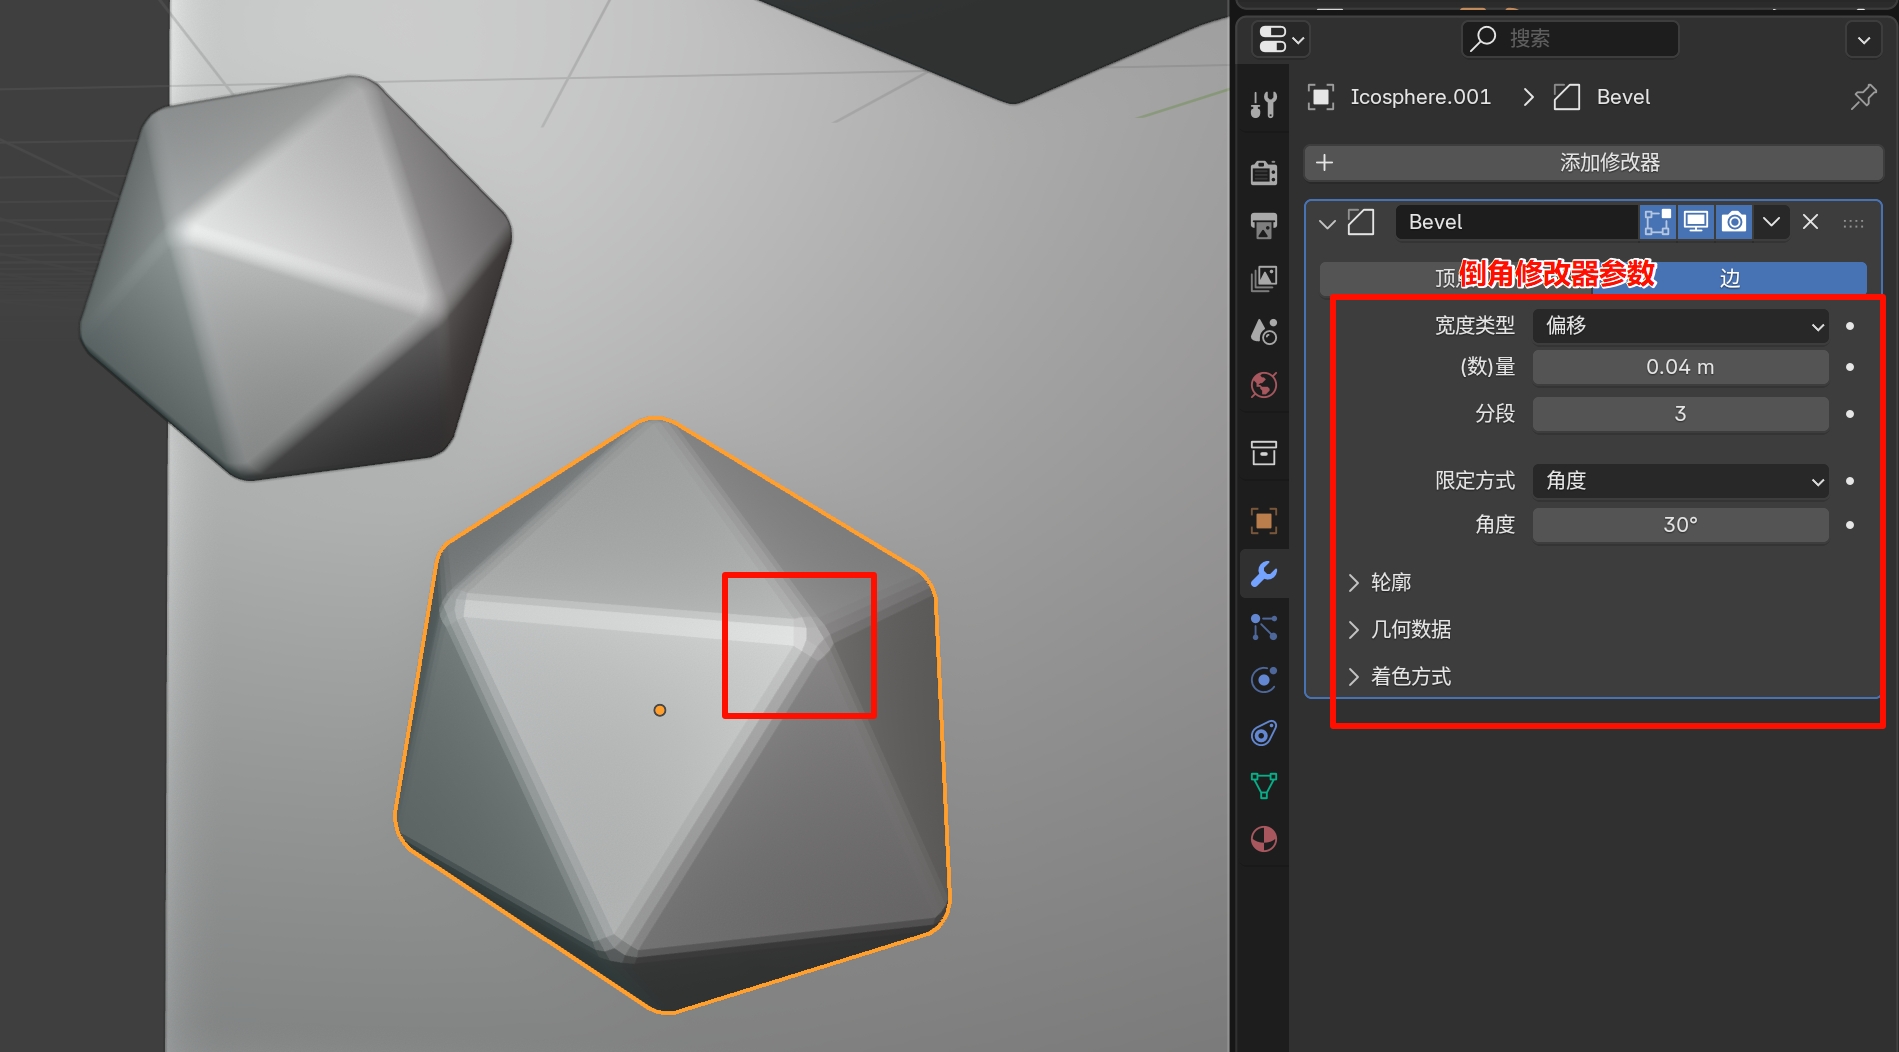 搜索
Icosphere.001 > Bevel
+ 添加修改器
Bevel
倒角修改器参数
边
宽度类型 偏移
(数)量 0.04 m
分段 3
限定方式 角度
角度 30°
轮廓
几何数据
着色方式